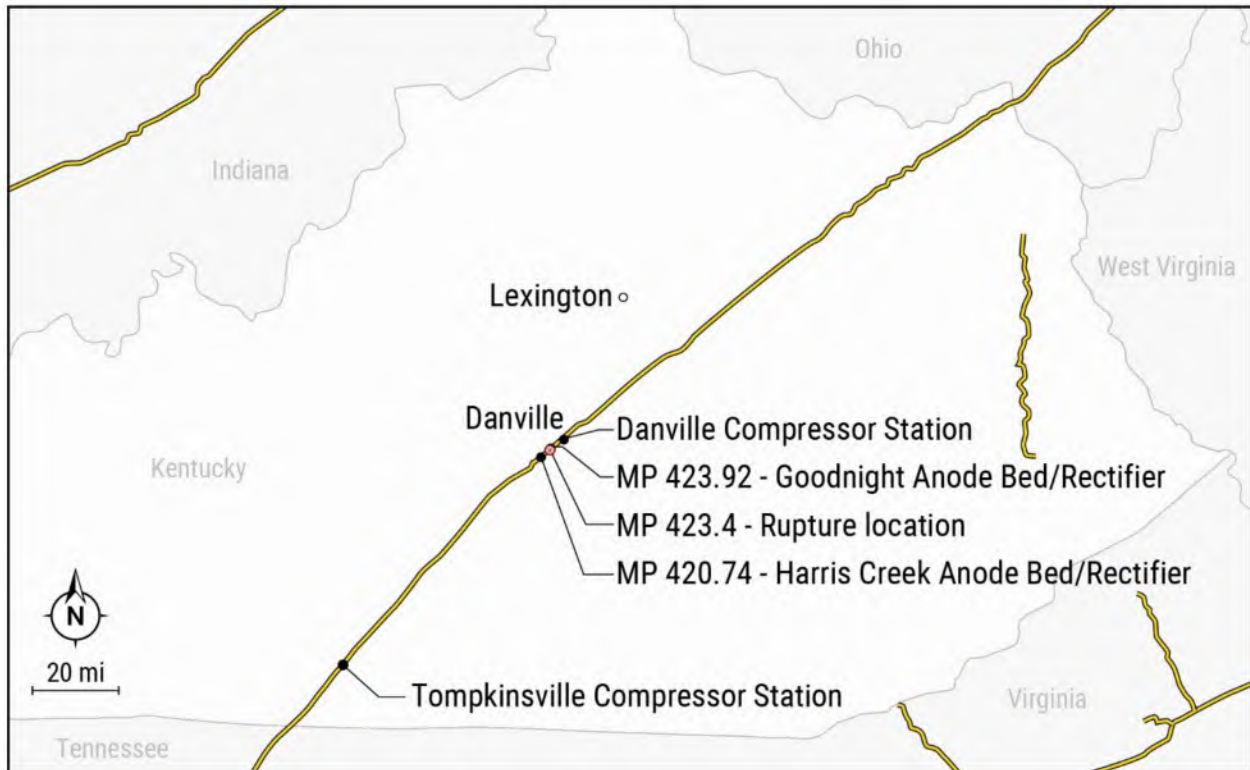 Ohio
Indiana
West Virginia
Lexington
Danville
Danville Compressor Station
Kentucky
MP 423.92 - Goodnight Anode Bed/Rectifier
MP 423.4 - Rupture location
MP 420.74 - Harris Creek Anode Bed/Rectifier
N
20 mi
Tompkinsville Compressor Station
Virginia
Tennessee